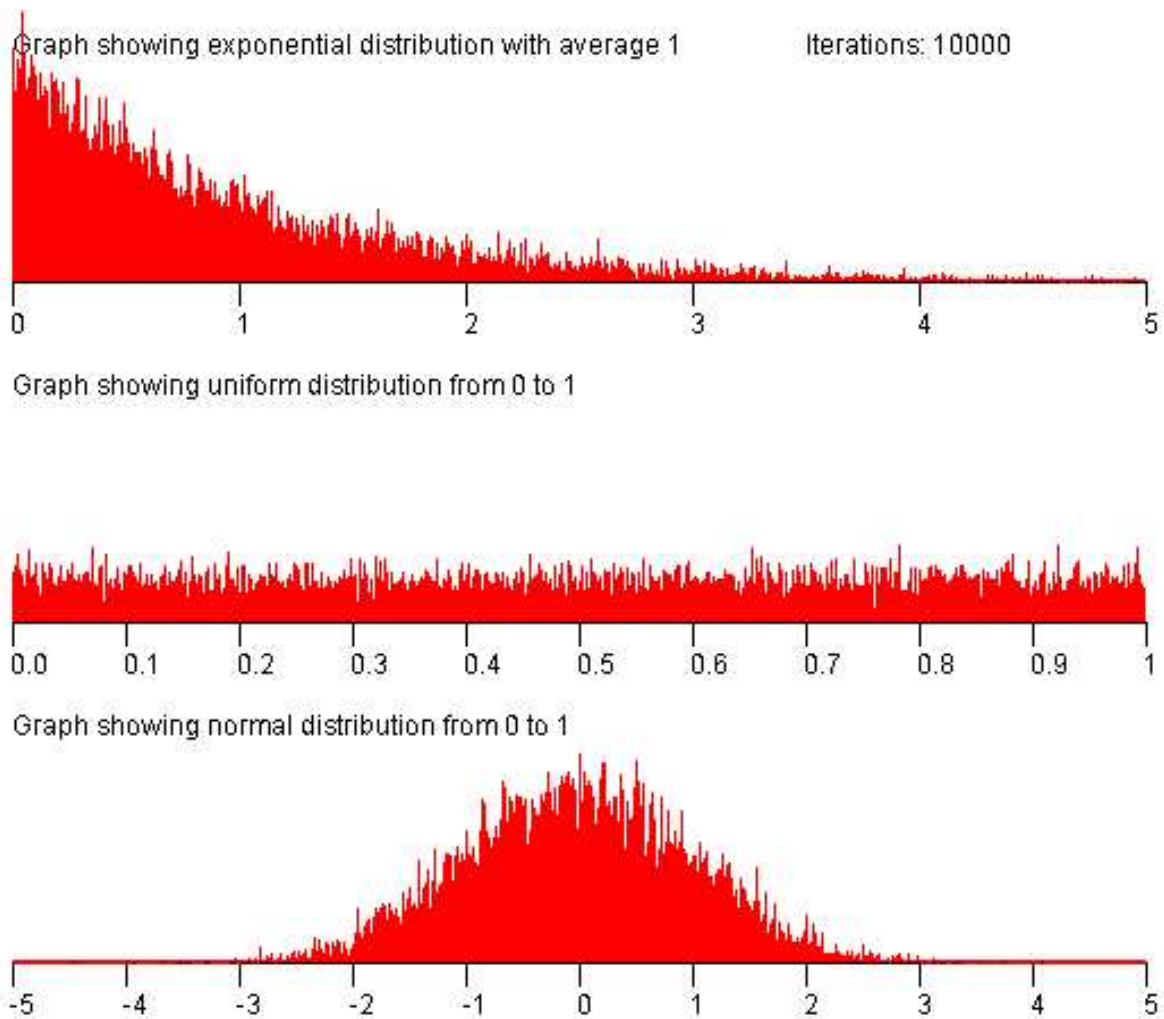 Graph showing exponential distribution with average 1 Iterations: 10000
0 1 2 3 4 5
Graph showing uniform distribution from 0 to 1
0.0 0.1 0.2 0.3 0.4 0.5 0.6 0.7 0.8 0.9 1
Graph showing normal distribution from 0 to 1
-5 -4 -3 -2 -1 0 1 2 3 4 5